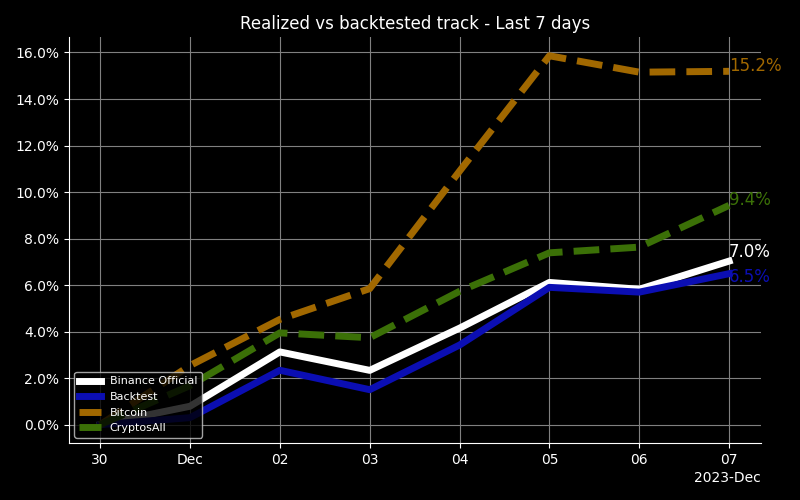 Realized vs backtested track - Last 7 days
16.0%
14.0%
12.0%
10.0%
8.0%
6.0%
4.0%
2.0%
0.0%
15.2%
9.4%
7.0%
6.5%
Binance Official
Backtest
Bitcoin
CryptosAll
30 Dec 02 03 04 05 06 07
2023-Dec